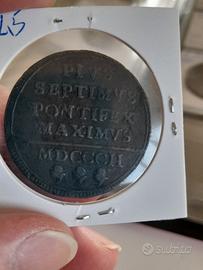 PIVS
SEPTIMVS
PONTIFEX
MAXIMVS
MDCCCII
subito